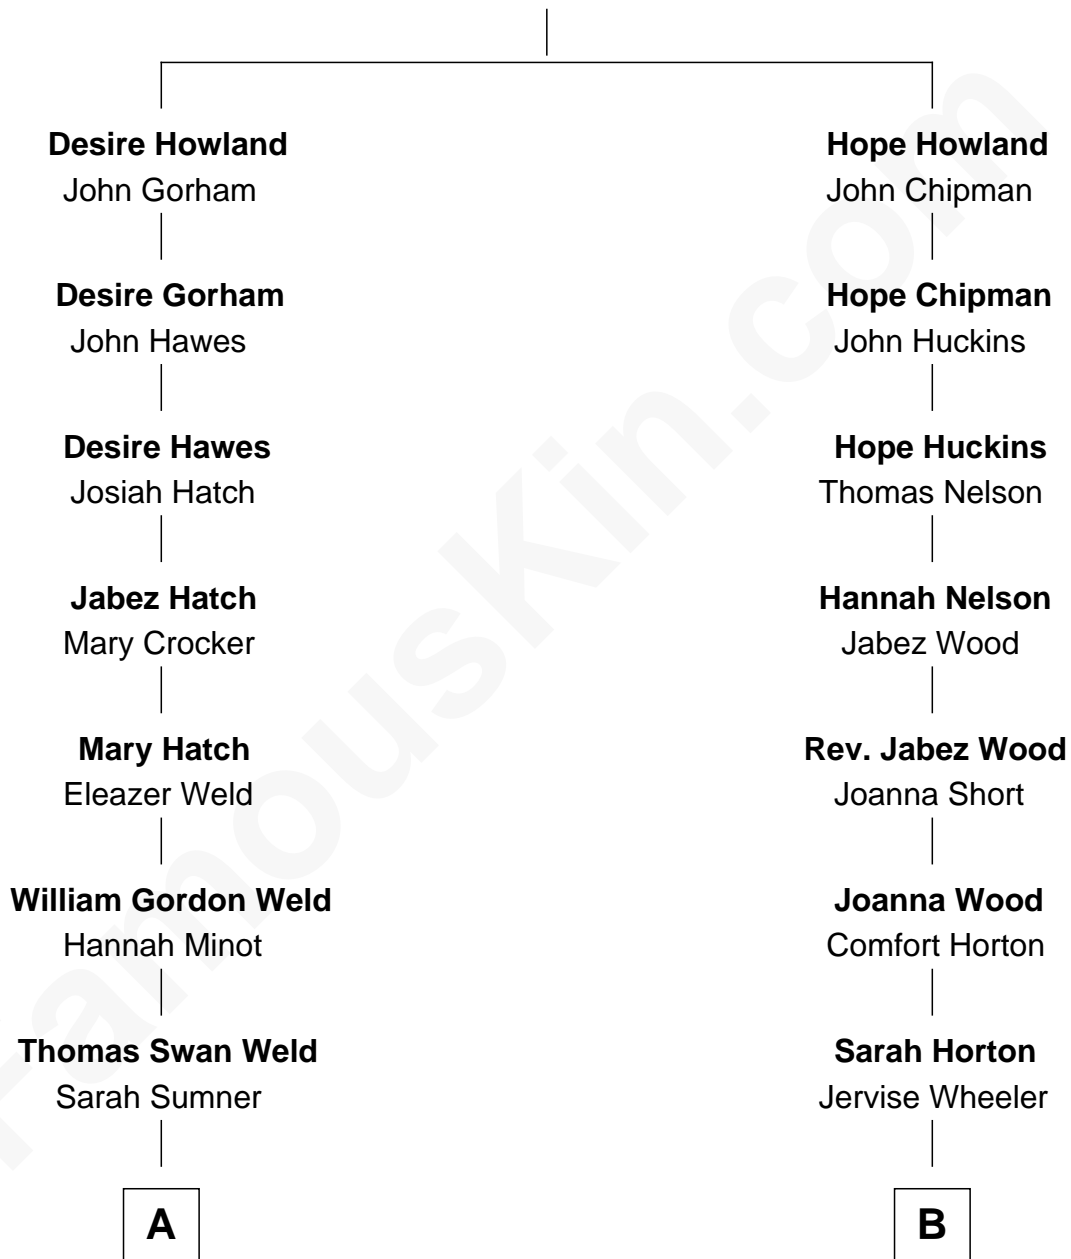 Desire Howland
John Gorham
Desire Gorham
John Hawes
Desire Hawes
Josiah Hatch
Jabez Hatch
Mary Crocker
Mary Hatch
Eleazer Weld
William Gordon Weld
Hannah Minot
Thomas Swan Weld
Sarah Sumner
A
Hope Howland
John Chipman
Hope Chipman
John Huckins
Hope Huckins
Thomas Nelson
Hannah Nelson
Jabez Wood
Rev. Jabez Wood
Joanna Short
Joanna Wood
Comfort Horton
Sarah Horton
Jervise Wheeler
B
FamousKin.com